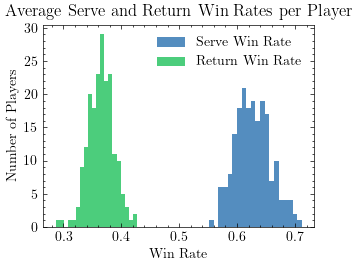 Average Serve and Return Win Rates per Player
Serve Win Rate
Return Win Rate
Number of Players
30
25
20
15
10
5
0
0.3 0.4 0.5 0.6 0.7
Win Rate